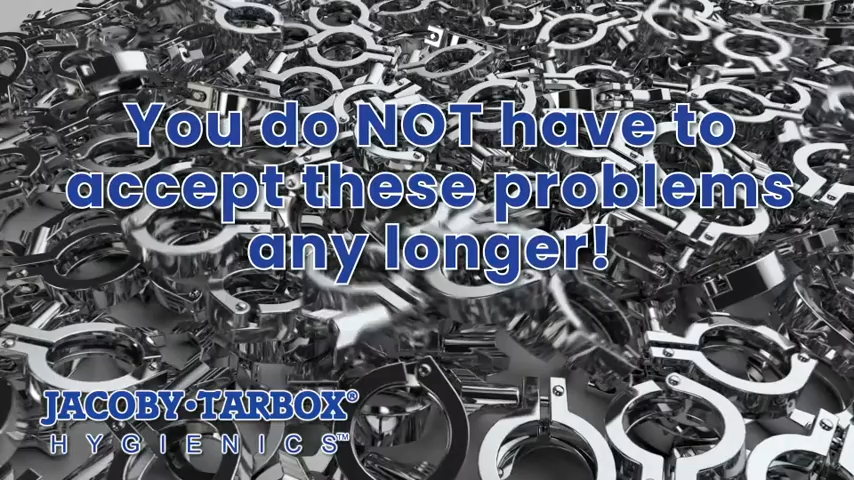 You do NOT have to
accept these problems
any longer!
JACOBY·TARBOX®
HYGIENICS™